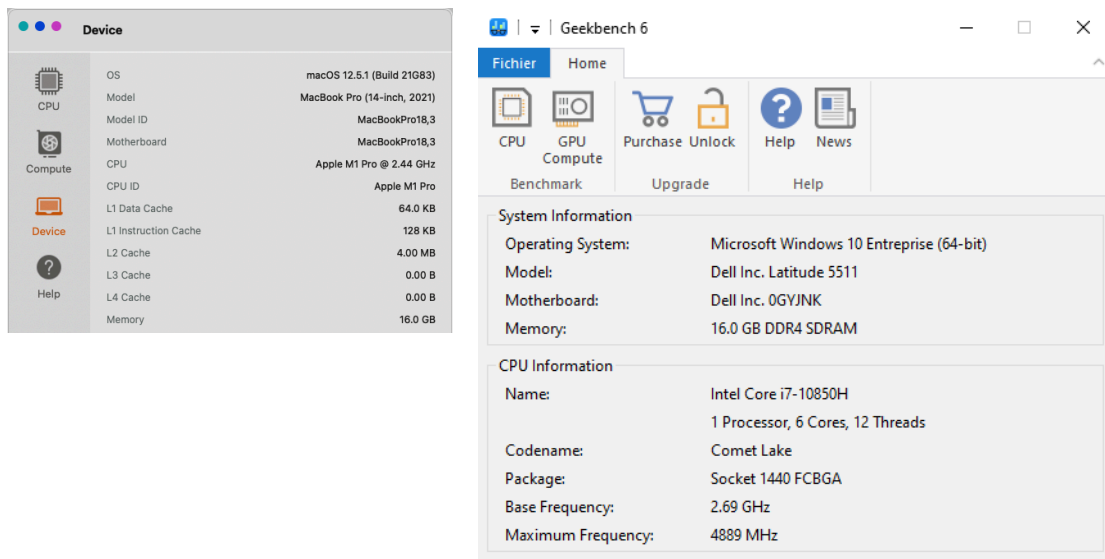 Device
CPU
Compute
Device
Help
OS macOS 12.5.1 (Build 21G83)
Model MacBook Pro (14-inch, 2021)
Model ID MacBookPro18,3
Motherboard MacBookPro18,3
CPU Apple M1 Pro @ 2.44 GHz
CPU ID Apple M1 Pro
L1 Data Cache 64.0 KB
L1 Instruction Cache 128 KB
L2 Cache 4.00 MB
L3 Cache 0.00 B
L4 Cache 0.00 B
Memory 16.0 GB
Geekbench 6
Fichier Home
CPU GPU Compute Purchase Unlock Help News
Benchmark Upgrade Help
System Information
Operating System: Microsoft Windows 10 Entreprise (64-bit)
Model: Dell Inc. Latitude 5511
Motherboard: Dell Inc. 0GYJNK
Memory: 16.0 GB DDR4 SDRAM
CPU Information
Name: Intel Core i7-10850H
1 Processor, 6 Cores, 12 Threads
Codename: Comet Lake
Package: Socket 1440 FCBGA
Base Frequency: 2.69 GHz
Maximum Frequency: 4889 MHz